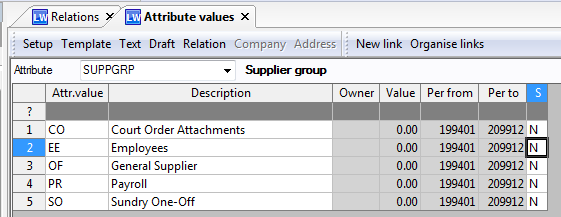 LW Relations × LW Attribute values ×
Setup Template Text Draft Relation Company Address New link Organise links
Attribute SUPPGRP Supplier group
Attr.value Description Owner Value Per from Per to S
?
1 CO Court Order Attachments 0.00 199401 209912 N
2 EE Employees 0.00 199401 209912 N
3 OF General Supplier 0.00 199401 209912 N
4 PR Payroll 0.00 199401 209912 N
5 SO Sundry One-Off 0.00 199401 209912 N